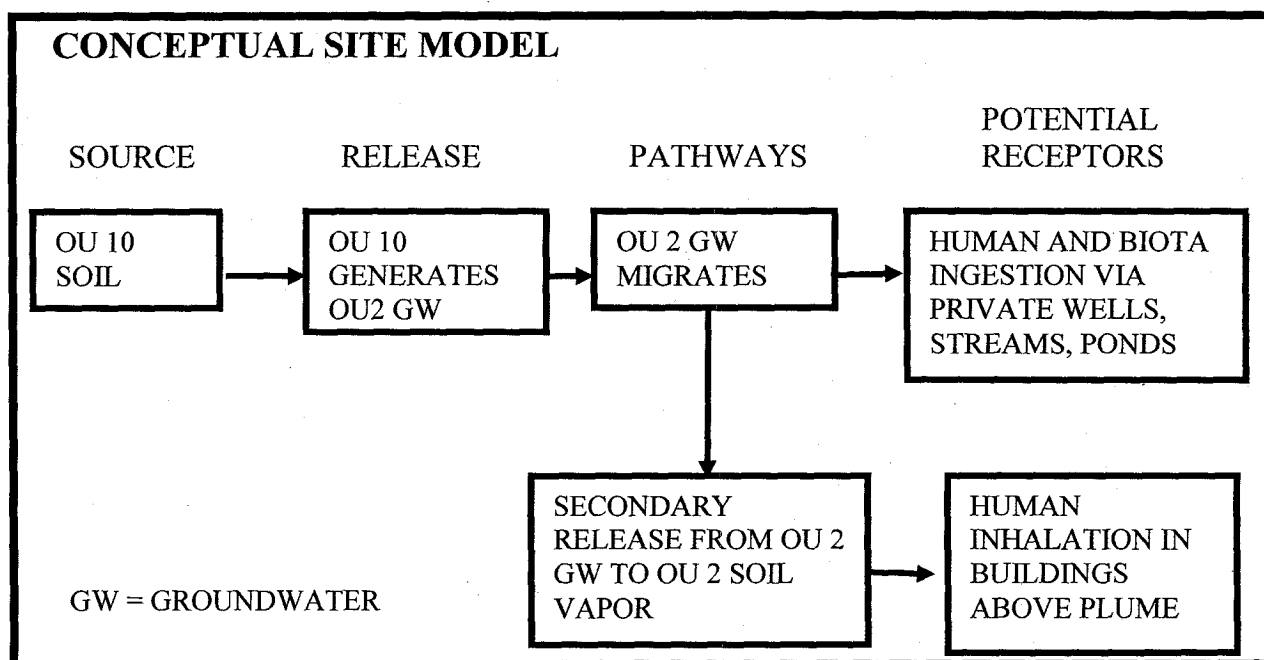 CONCEPTUAL SITE MODEL
SOURCE
RELEASE
PATHWAYS
POTENTIAL
RECEPTORS
OU 10
SOIL
OU 10
GENERATES
OU2 GW
OU 2 GW
MIGRATES
HUMAN AND BIOTA
INGESTION VIA
PRIVATE WELLS,
STREAMS, PONDS
SECONDARY
RELEASE FROM OU 2
GW TO OU 2 SOIL
VAPOR
HUMAN
INHALATION IN
BUILDINGS
ABOVE PLUME
GW = GROUNDWATER